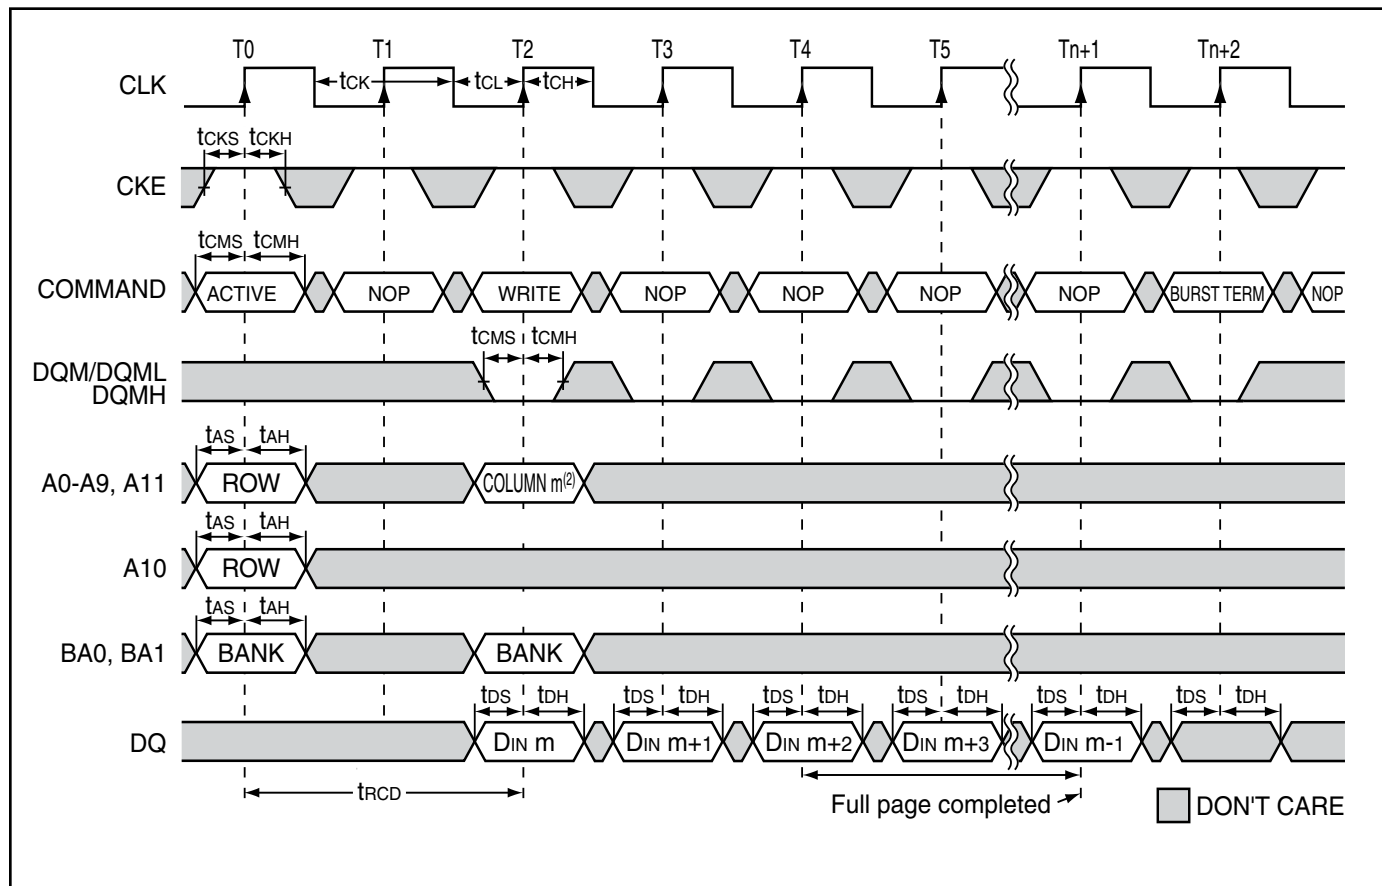 T0 T1 T2 T3 T4 T5 Tn+1 Tn+2
CLK tCK tCL tCH
tCKS tCKH
CKE
tCMS tCMH
COMMAND ACTIVE NOP WRITE NOP NOP NOP NOP BURST TERM NOP
tCMS tCMH
DQM/DQML
DQMH
tAS tAH
A0-A9, A11 ROW COLUMN m(2)
tAS tAH
A10 ROW
tAS tAH
BA0, BA1 BANK BANK
tDS tDH tDS tDH tDS tDH tDS tDH tDS tDH tDS tDH
DQ DIN m DIN m+1 DIN m+2 DIN m+3 DIN m-1
tRCD
Full page completed DON'T CARE